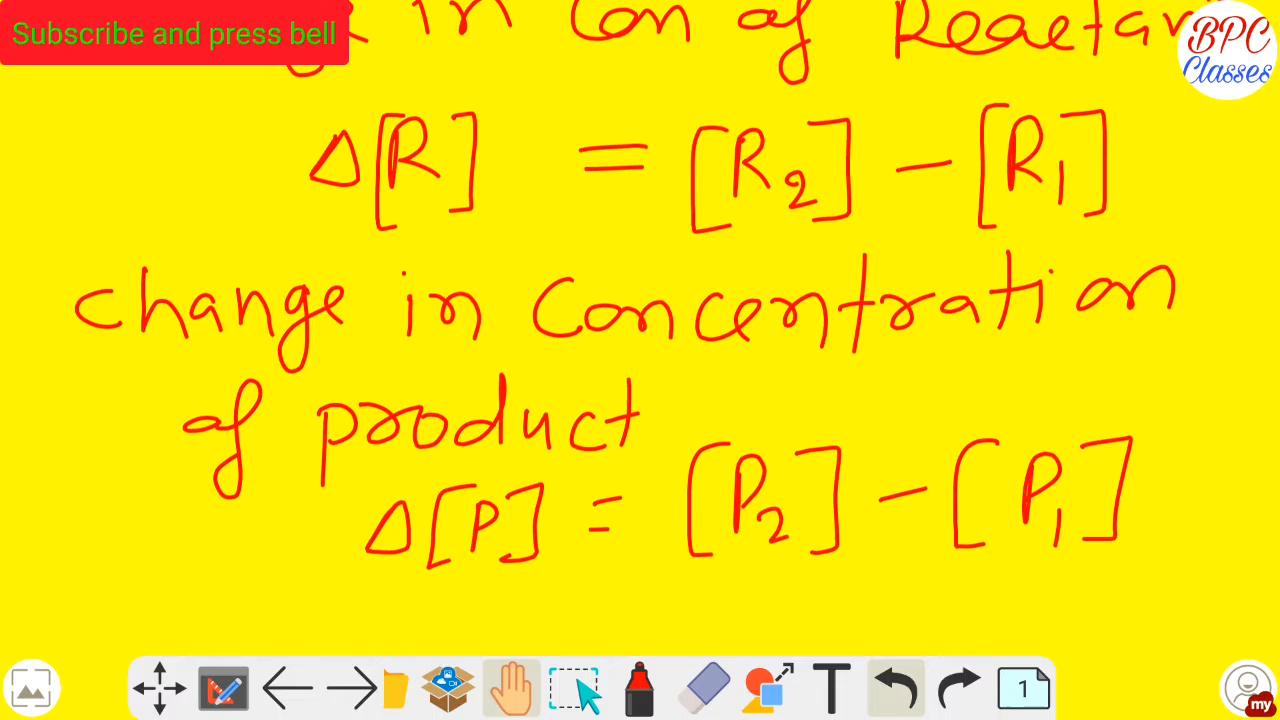 Subscribe and press bell
in Con of Reactan
BPC
Classes
Δ[R] = [R₂] - [R₁]
change in Concentration
of product
Δ[P] = [P₂] - [P₁]
T
1
my